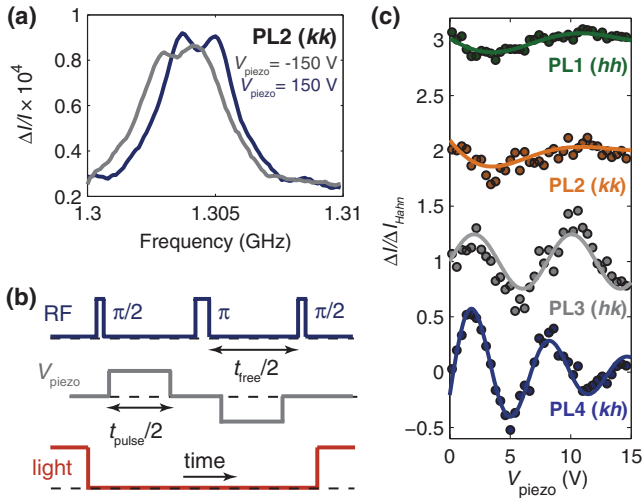 (a)
PL2 (kk)
V_piezo = -150 V
V_piezo = 150 V
ΔI/I × 10^4
1
0.8
0.6
0.4
0.2
1.3
1.305
1.31
Frequency (GHz)
(b)
RF
π/2
π
π/2
t_free/2
V_piezo
t_pulse/2
light
time
(c)
ΔI/ΔI_Hahn
3
2.5
2
1.5
1
0.5
0
−0.5
PL1 (hh)
PL2 (kk)
PL3 (hk)
PL4 (kh)
0
5
10
15
V_piezo (V)